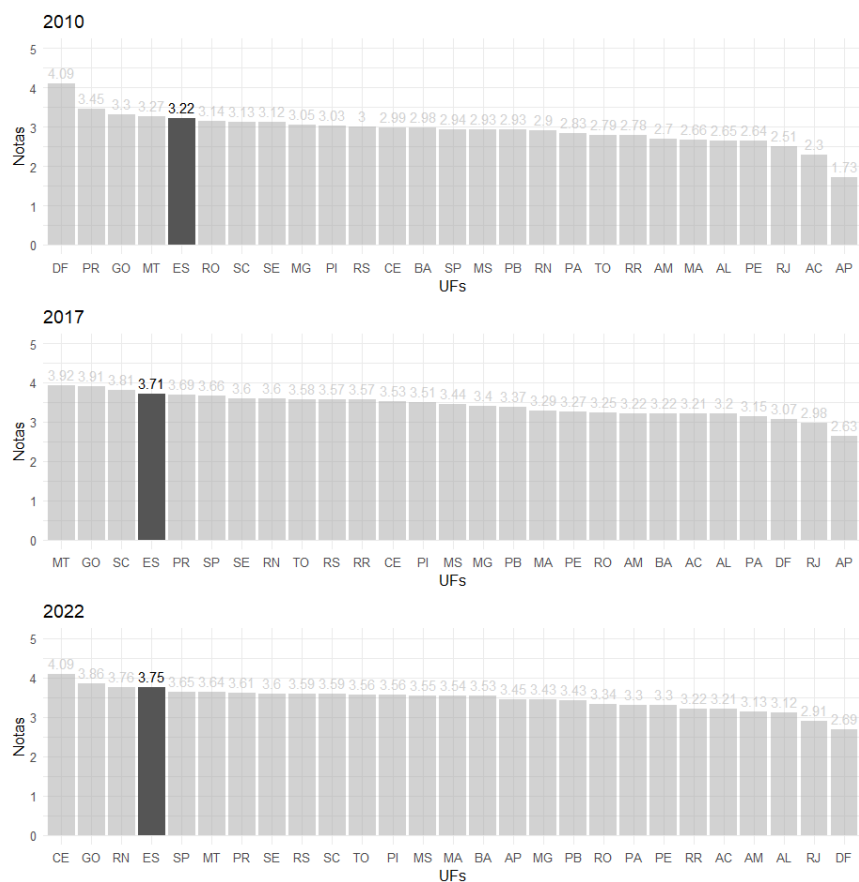 2010
5
4.09
4
3.45 3.3 3.27 3.22 3.14 3.13 3.12 3.05 3.03 3 2.99 2.98 2.94 2.93 2.93 2.9 2.83 2.79 2.78 2.7 2.66 2.65 2.64 2.51 2.3 1.73
3
2
1
0
Notas
DF PR GO MT ES RO SC SE MG PI RS CE BA SP MS PB RN PA TO RR AM MA AL PE RJ AC AP
UFs
2017
5
3.92 3.91 3.81 3.71 3.69 3.66 3.6 3.6 3.58 3.57 3.57 3.53 3.51 3.44 3.4 3.37 3.29 3.27 3.25 3.22 3.22 3.21 3.2 3.15 3.07 2.98 2.63
4
3
2
1
0
Notas
MT GO SC ES PR SP SE RN TO RS RR CE PI MS MG PB MA PE RO AM BA AC AL PA DF RJ AP
UFs
2022
5
4.09 3.86 3.76 3.75 3.65 3.64 3.61 3.6 3.59 3.59 3.56 3.56 3.55 3.54 3.53 3.45 3.43 3.43 3.34 3.3 3.3 3.22 3.21 3.13 3.12 2.91 2.69
4
3
2
1
0
Notas
CE GO RN ES SP MT PR SE RS SC TO PI MS MA BA AP MG PB RO PA PE RR AC AM AL RJ DF
UFs